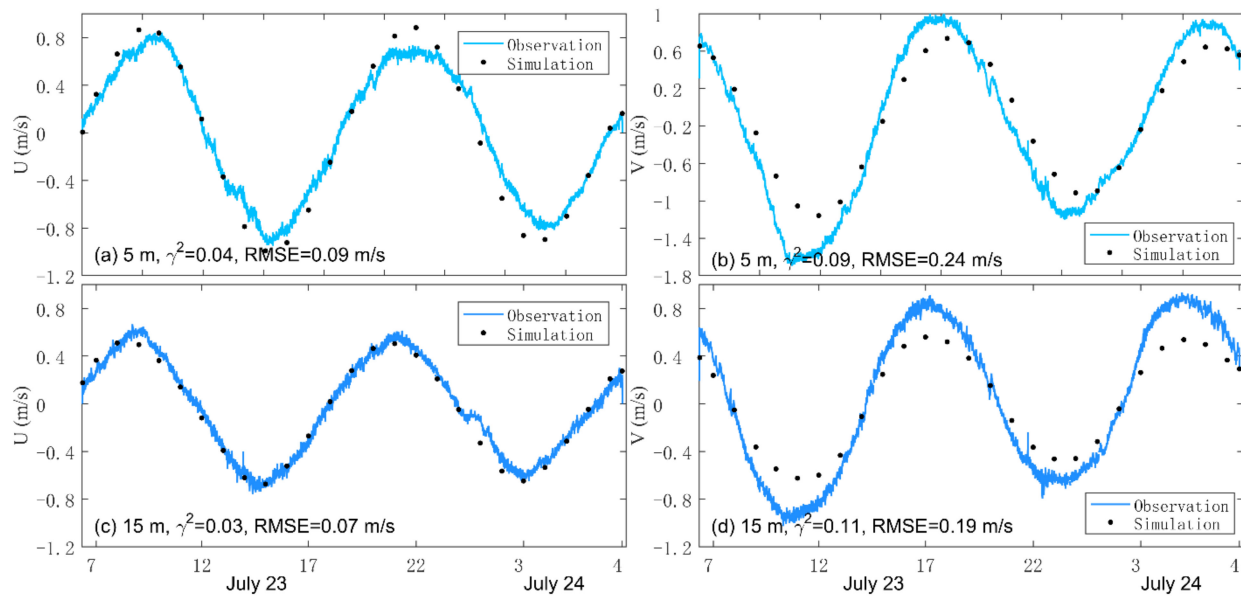 0.8
0.4
0
-0.4
-0.8
-1.2
U (m/s)
Observation
Simulation
(a) 5 m, γ²=0.04, RMSE=0.09 m/s
1
0.6
0.2
-0.2
-0.6
-1
-1.4
-1.8
V (m/s)
Observation
Simulation
(b) 5 m, γ²=0.09, RMSE=0.24 m/s
0.8
0.4
0
-0.4
-0.8
-1.2
U (m/s)
Observation
Simulation
(c) 15 m, γ²=0.03, RMSE=0.07 m/s
7 12 17 22 3 4
July 23 July 24
0.8
0.4
0
-0.4
-0.8
-1.2
V (m/s)
Observation
Simulation
(d) 15 m, γ²=0.11, RMSE=0.19 m/s
7 12 17 22 3 4
July 23 July 24